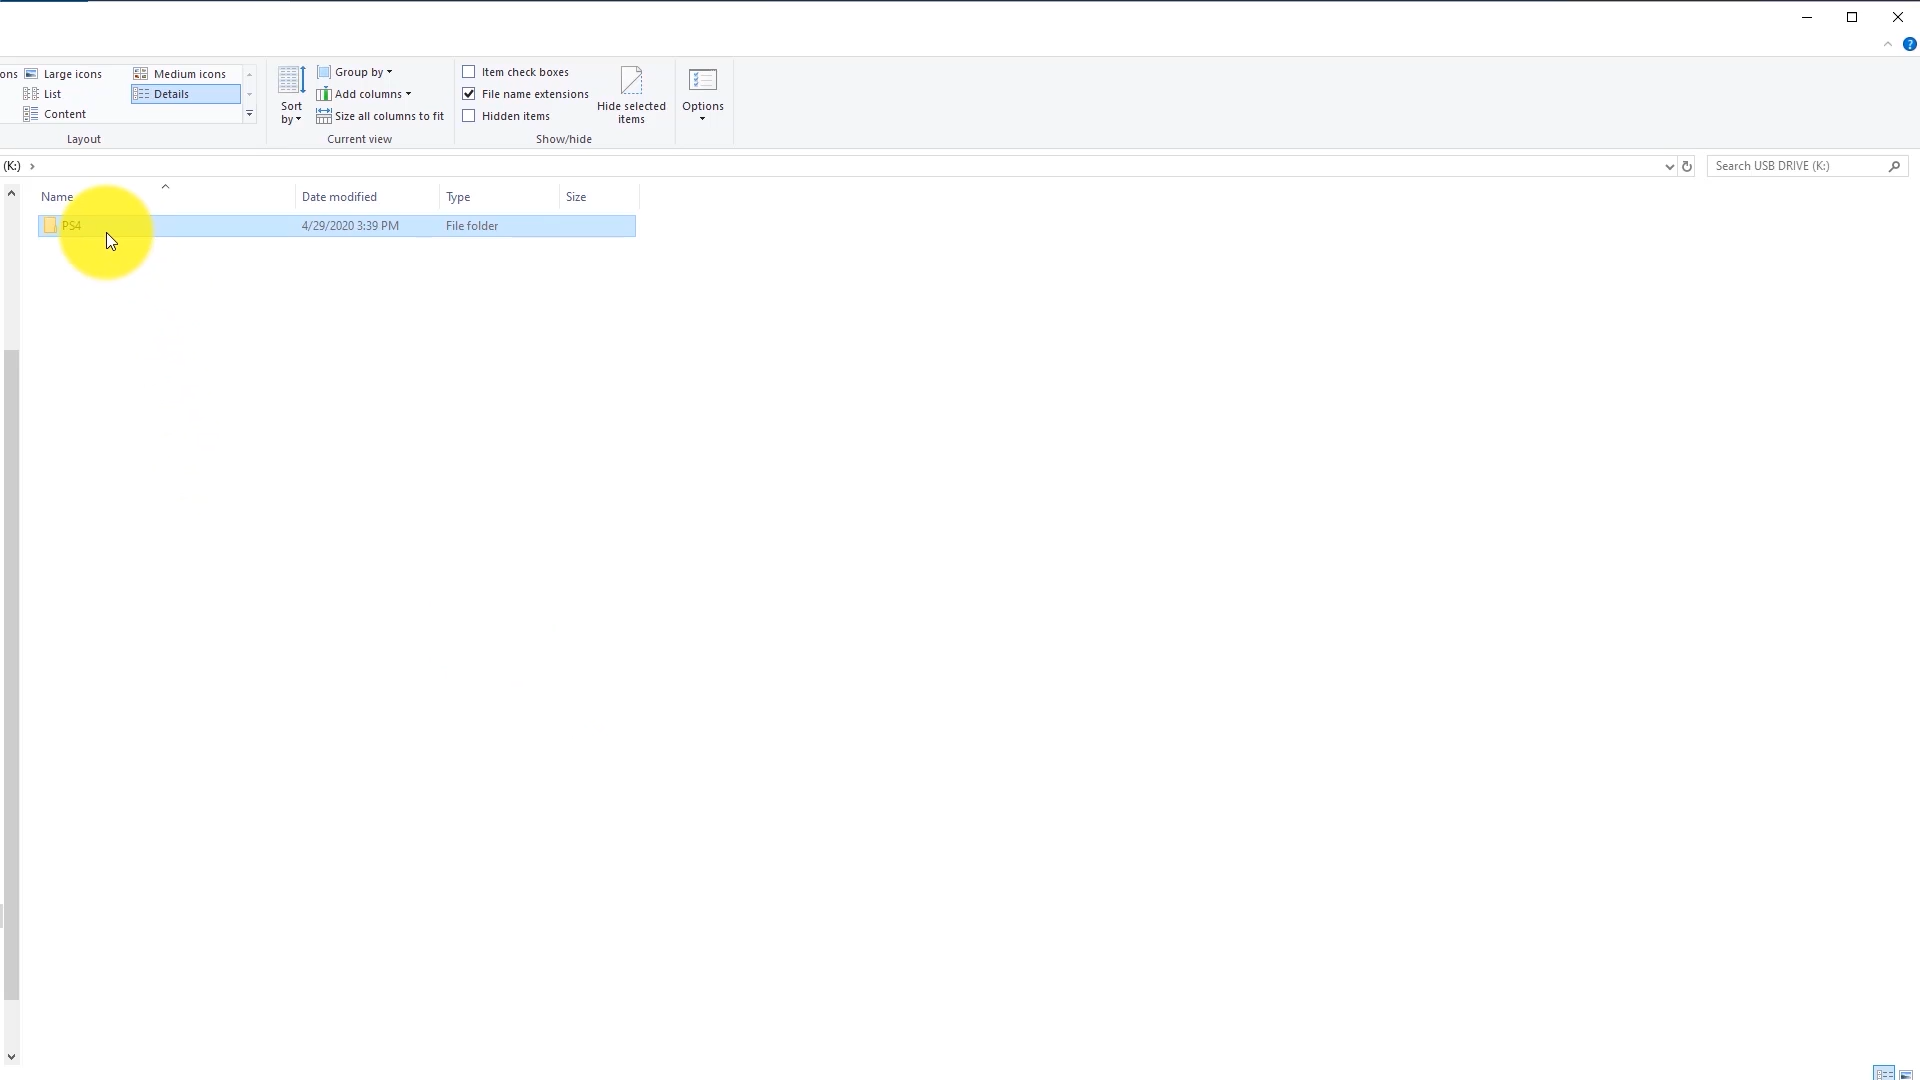 ons Large icons Medium icons
List Details
Content
Layout
Sort by
Group by
Add columns
Size all columns to fit
Current view
Item check boxes
File name extensions
Hidden items
Hide selected items
Show/hide
Options
(K:)
Search USB DRIVE (K:)
Name Date modified Type Size
PS4 4/29/2020 3:39 PM File folder